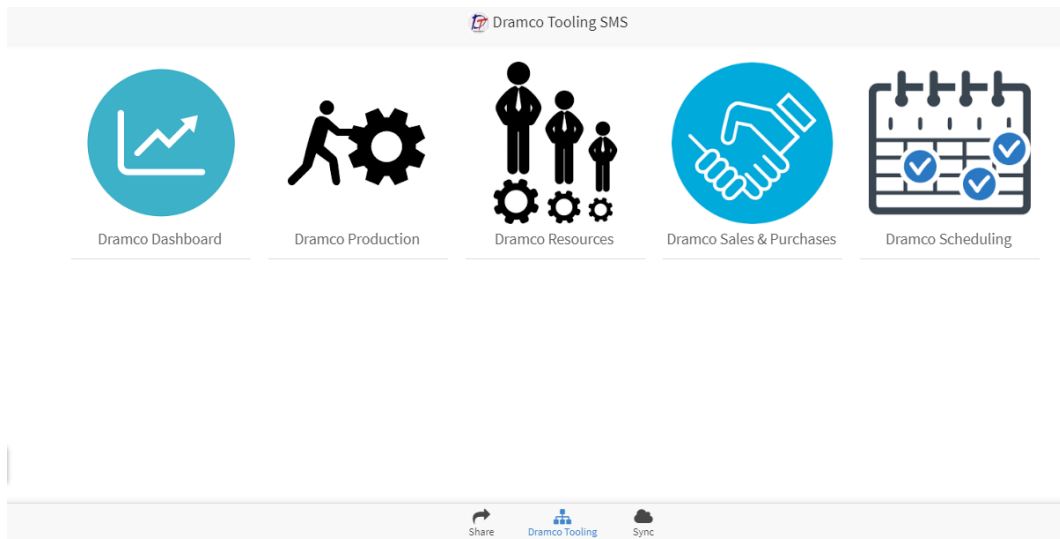 Dramco Tooling SMS
Dramco Dashboard
Dramco Production
Dramco Resources
Dramco Sales & Purchases
Dramco Scheduling
Share
Dramco Tooling
Sync